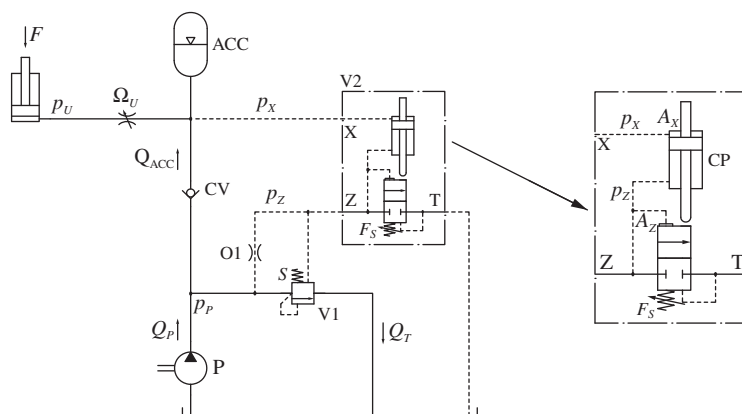 F
ACC
p_U
Ω_U
p_X
V2
X
Q_ACC
CV
p_Z
Z
T
F_S
O1
S
p_P
V1
Q_P
Q_T
P
p_X
A_X
X
CP
p_Z
A_Z
Z
T
F_S